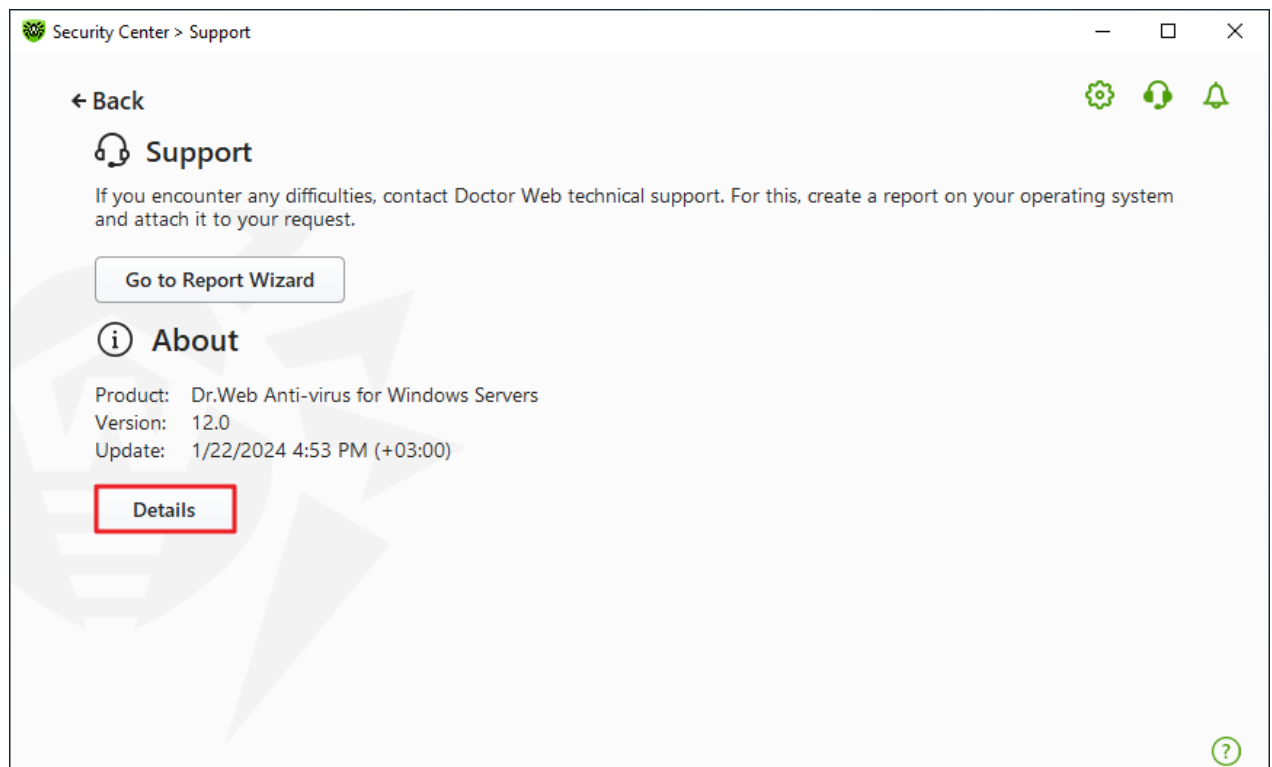 Security Center > Support
Back
Support
If you encounter any difficulties, contact Doctor Web technical support. For this, create a report on your operating system
and attach it to your request.
Go to Report Wizard
About
Product: Dr.Web Anti-virus for Windows Servers
Version: 12.0
Update: 1/22/2024 4:53 PM (+03:00)
Details